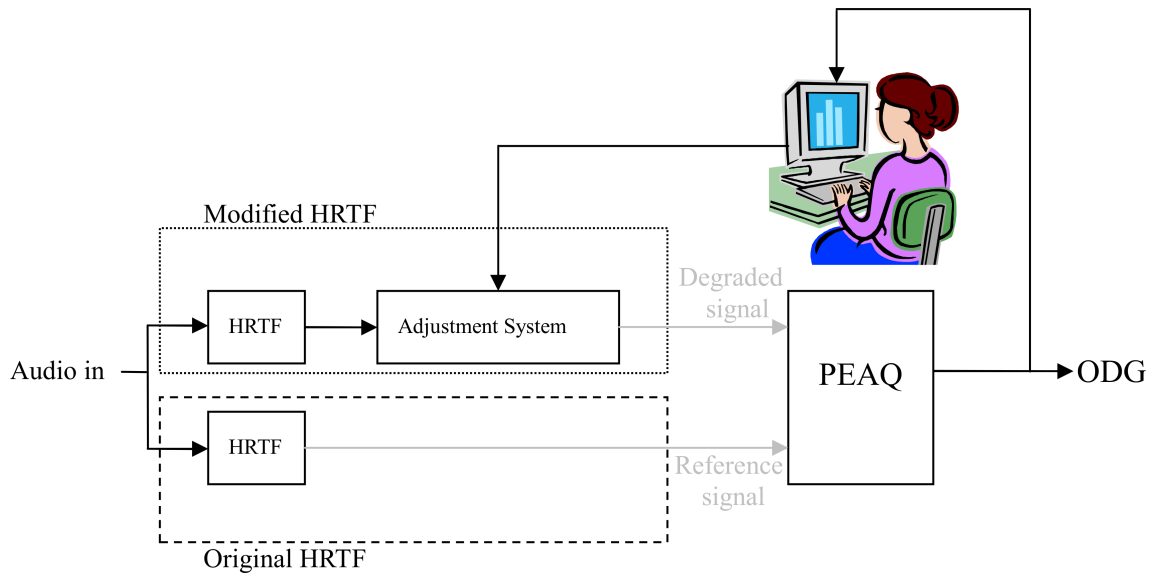 Modified HRTF
Degraded
signal
HRTF
Adjustment System
Audio in
PEAQ
ODG
HRTF
Reference
signal
Original HRTF